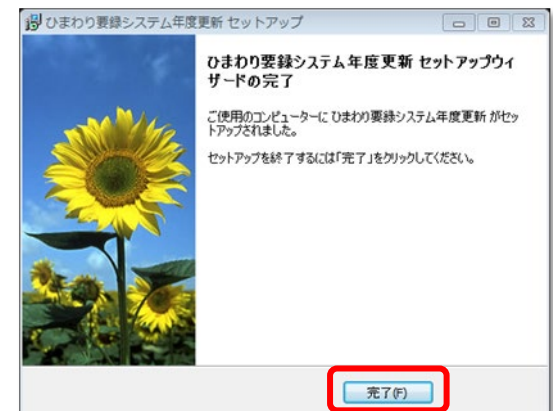 ひまわり要録システム年度更新 セットアップ
ひまわり要録システム年度更新 セットアップウィ
ザードの完了
ご使用のコンピューターに ひまわり要録システム年度更新 がセッ
トアップされました。
セットアップを終了するには「完了」をクリックしてください。
完了(F)